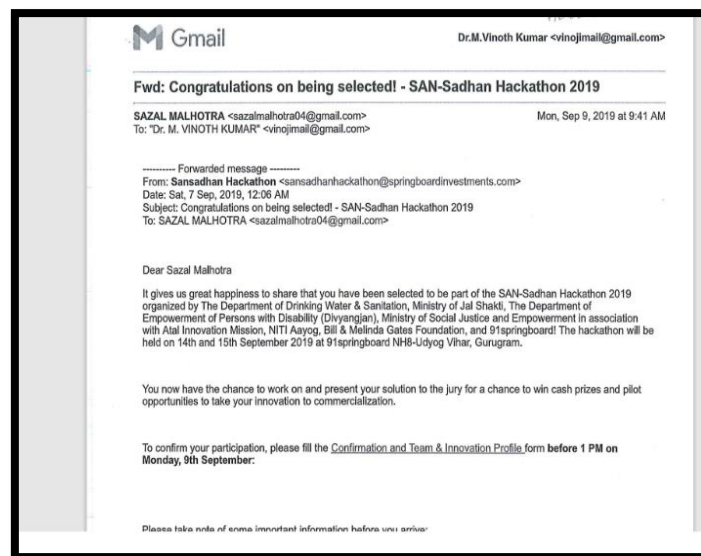 Gmail
Dr.M.Vinoth Kumar <vinojimail@gmail.com>
Fwd: Congratulations on being selected! - SAN-Sadhan Hackathon 2019
SAZAL MALHOTRA <sazalmalhotra04@gmail.com>
Mon, Sep 9, 2019 at 9:41 AM
To: "Dr. M. VINOTH KUMAR" <vinojimail@gmail.com>
---------- Forwarded message ---------
From: Sansadhan Hackathon <sansadhanhackathon@springboardinvestments.com>
Date: Sat, 7 Sep, 2019, 12:06 AM
Subject: Congratulations on being selected! - SAN-Sadhan Hackathon 2019
To: SAZAL MALHOTRA <sazalmalhotra04@gmail.com>
Dear Sazal Malhotra
It gives us great happiness to share that you have been selected to be part of the SAN-Sadhan Hackathon 2019
organized by The Department of Drinking Water & Sanitation, Ministry of Jal Shakti, The Department of
Empowerment of Persons with Disability (Divyangjan), Ministry of Social Justice and Empowerment in association
with Atal Innovation Mission, NITI Aayog, Bill & Melinda Gates Foundation, and 91springboard! The hackathon will be
held on 14th and 15th September 2019 at 91springboard NH8-Udyog Vihar, Gurugram.
You now have the chance to work on and present your solution to the jury for a chance to win cash prizes and pilot
opportunities to take your innovation to commercialization.
To confirm your participation, please fill the Confirmation and Team & Innovation Profile form before 1 PM on
Monday, 9th September:
Please take note of some important information before you arrive: